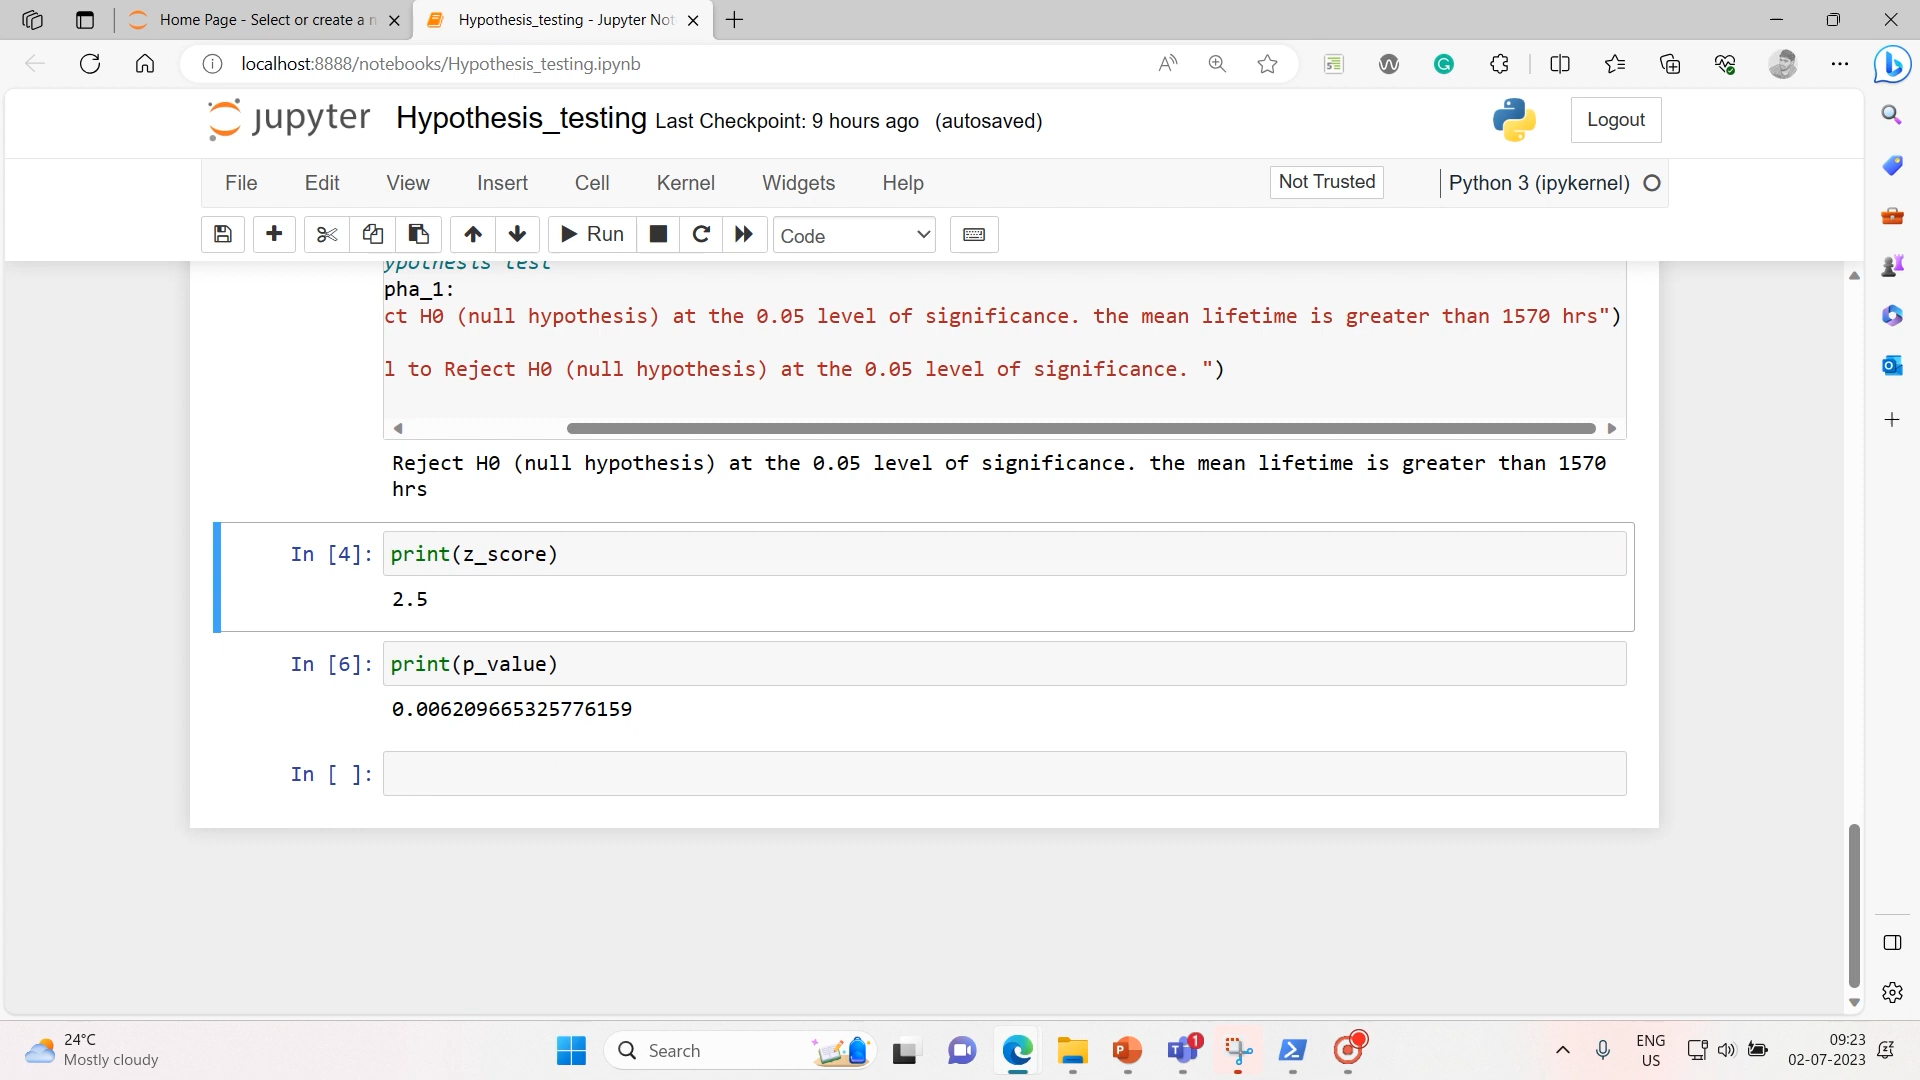 Home Page - Select or create a n
Hypothesis_testing - Jupyter Not
localhost:8888/notebooks/Hypothesis_testing.ipynb
jupyter Hypothesis_testing Last Checkpoint: 9 hours ago (autosaved)
Logout
File Edit View Insert Cell Kernel Widgets Help
Not Trusted
Python 3 (ipykernel)
Run
Code
ypothesis test
pha_1:
ct H0 (null hypothesis) at the 0.05 level of significance. the mean lifetime is greater than 1570 hrs")
l to Reject H0 (null hypothesis) at the 0.05 level of significance. ")
Reject H0 (null hypothesis) at the 0.05 level of significance. the mean lifetime is greater than 1570
hrs
In [4]: print(z_score)
2.5
In [6]: print(p_value)
0.006209665325776159
In [ ]:
24°C
Mostly cloudy
Search
1
ENG
US
09:23
02-07-2023